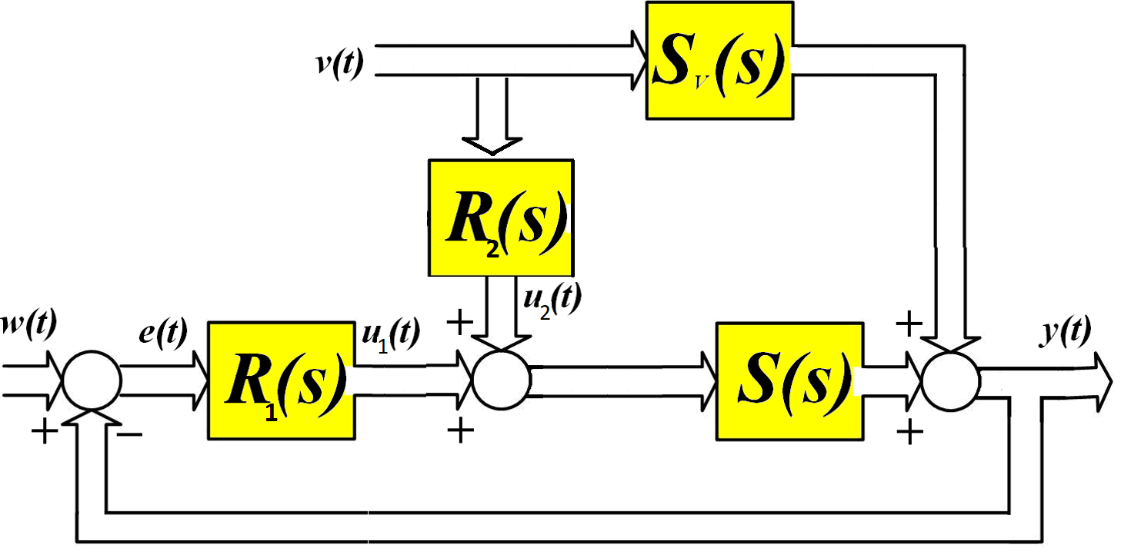 v(t)
Sᵥ(s)
R₂(s)
u₂(t)
w(t)
e(t)
R₁(s)
u₁(t)
+
+
S(s)
+
+
y(t)
+
−